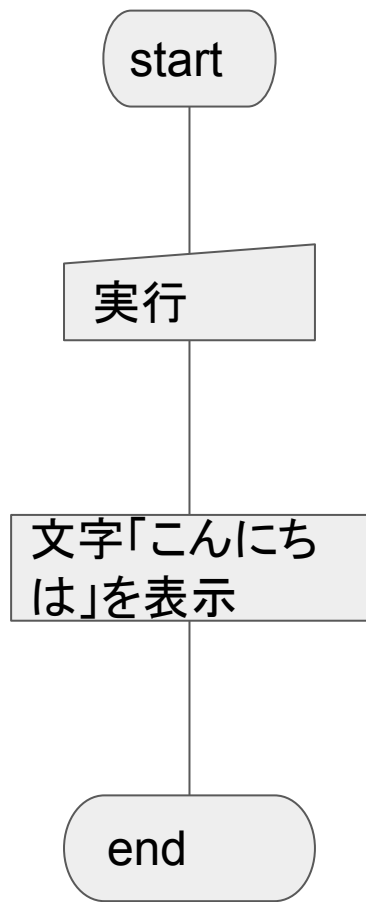 start
実行
文字「こんにち
は」を表示
end